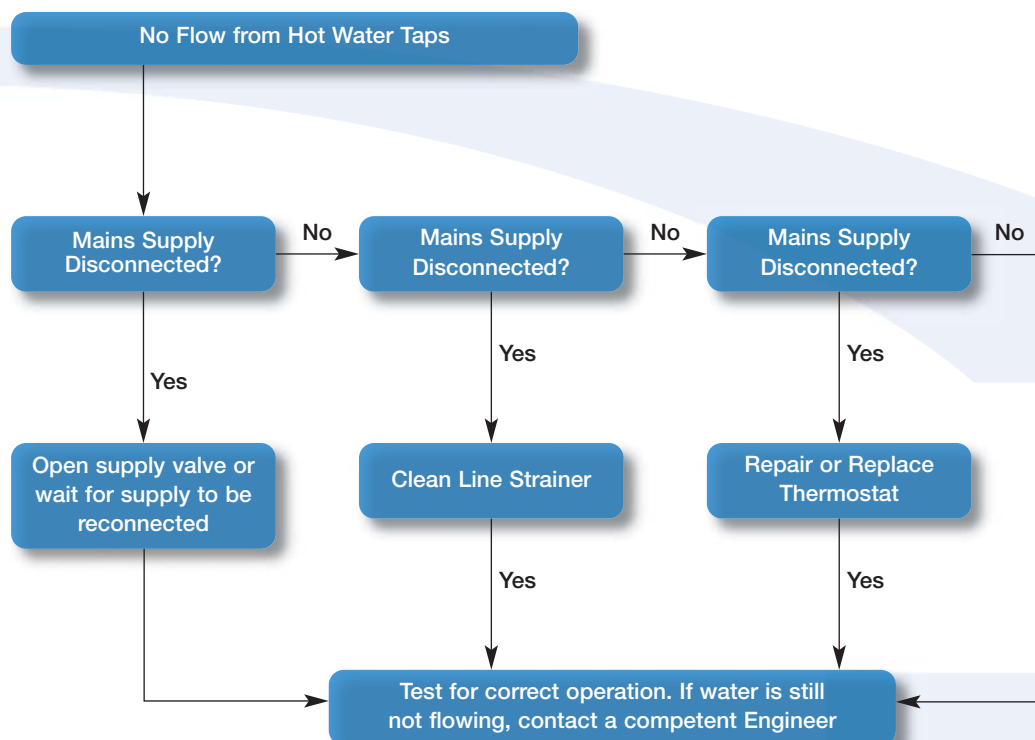 No Flow from Hot Water Taps
Mains Supply
Disconnected?
No
Mains Supply
Disconnected?
No
Mains Supply
Disconnected?
No
Yes
Yes
Yes
Open supply valve or
wait for supply to be
reconnected
Clean Line Strainer
Repair or Replace
Thermostat
Yes
Yes
Test for correct operation. If water is still
not flowing, contact a competent Engineer